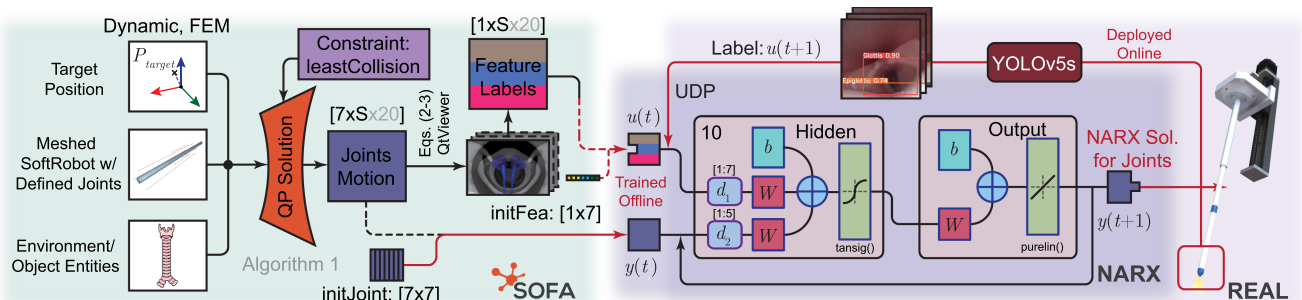 Dynamic, FEM
P_target
Target
Position
Meshed
SoftRobot w/
Defined Joints
Environment/
Object Entities
Constraint:
leastCollision
QP Solution
Algorithm 1
[7xSx20]
Joints
Motion
initJoint: [7x7]
Eqs. (2-3)
QtViewer
[1xSx20]
Feature
Labels
initFea: [1x7]
SOFA
UDP
Label: u(t+1)
Glottis 0.90
Epiglottic 0.74
YOLOv5s
Deployed
Online
u(t)
Trained
Offline
y(t)
10
Hidden
[1:7]
d₁
W
b
[1:5]
d₂
W
tansig()
Output
b
W
purelin()
NARX Sol.
for Joints
y(t+1)
NARX
REAL